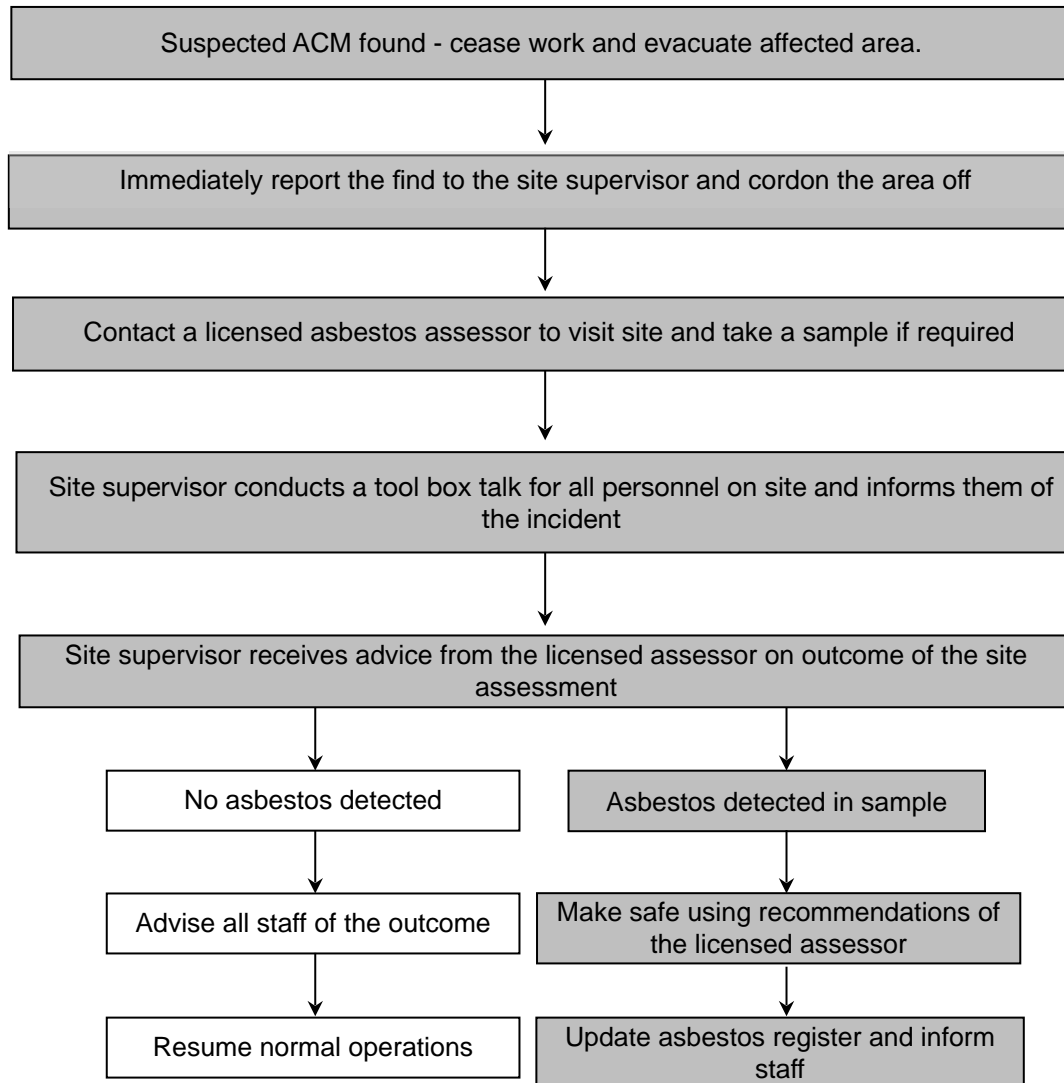 Suspected ACM found - cease work and evacuate affected area.
Immediately report the find to the site supervisor and cordon the area off
Contact a licensed asbestos assessor to visit site and take a sample if required
Site supervisor conducts a tool box talk for all personnel on site and informs them of
the incident
Site supervisor receives advice from the licensed assessor on outcome of the site
assessment
No asbestos detected
Advise all staff of the outcome
Resume normal operations
Asbestos detected in sample
Make safe using recommendations of
the licensed assessor
Update asbestos register and inform
staff